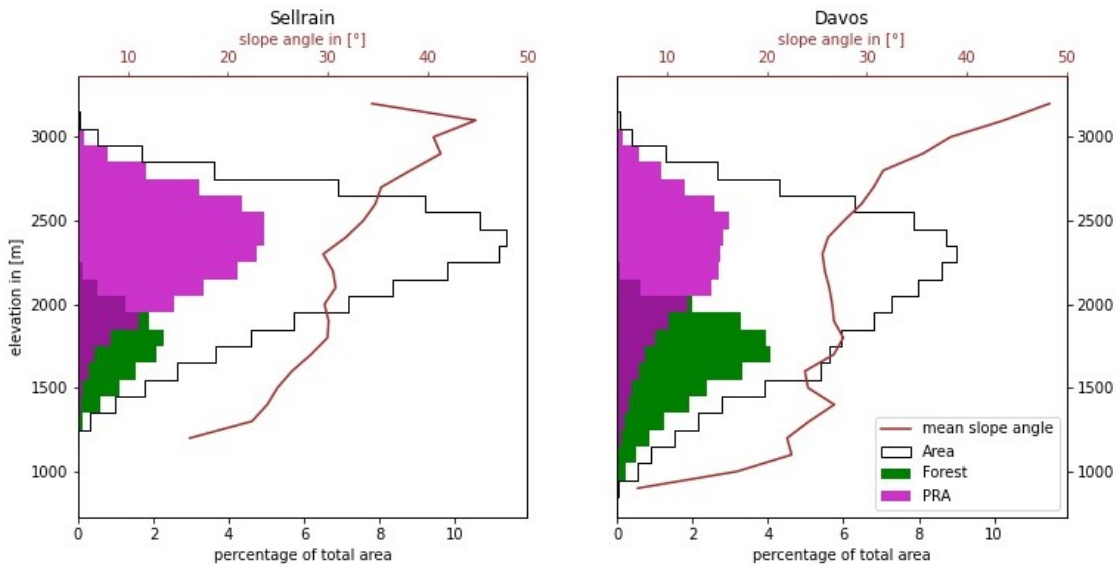 Sellrain
slope angle in [°]
10 20 30 40 50
3000
2500
2000
1500
1000
elevation in [m]
0 2 4 6 8 10
percentage of total area
Davos
slope angle in [°]
10 20 30 40 50
3000
2500
2000
1500
1000
mean slope angle
Area
Forest
PRA
0 2 4 6 8 10
percentage of total area